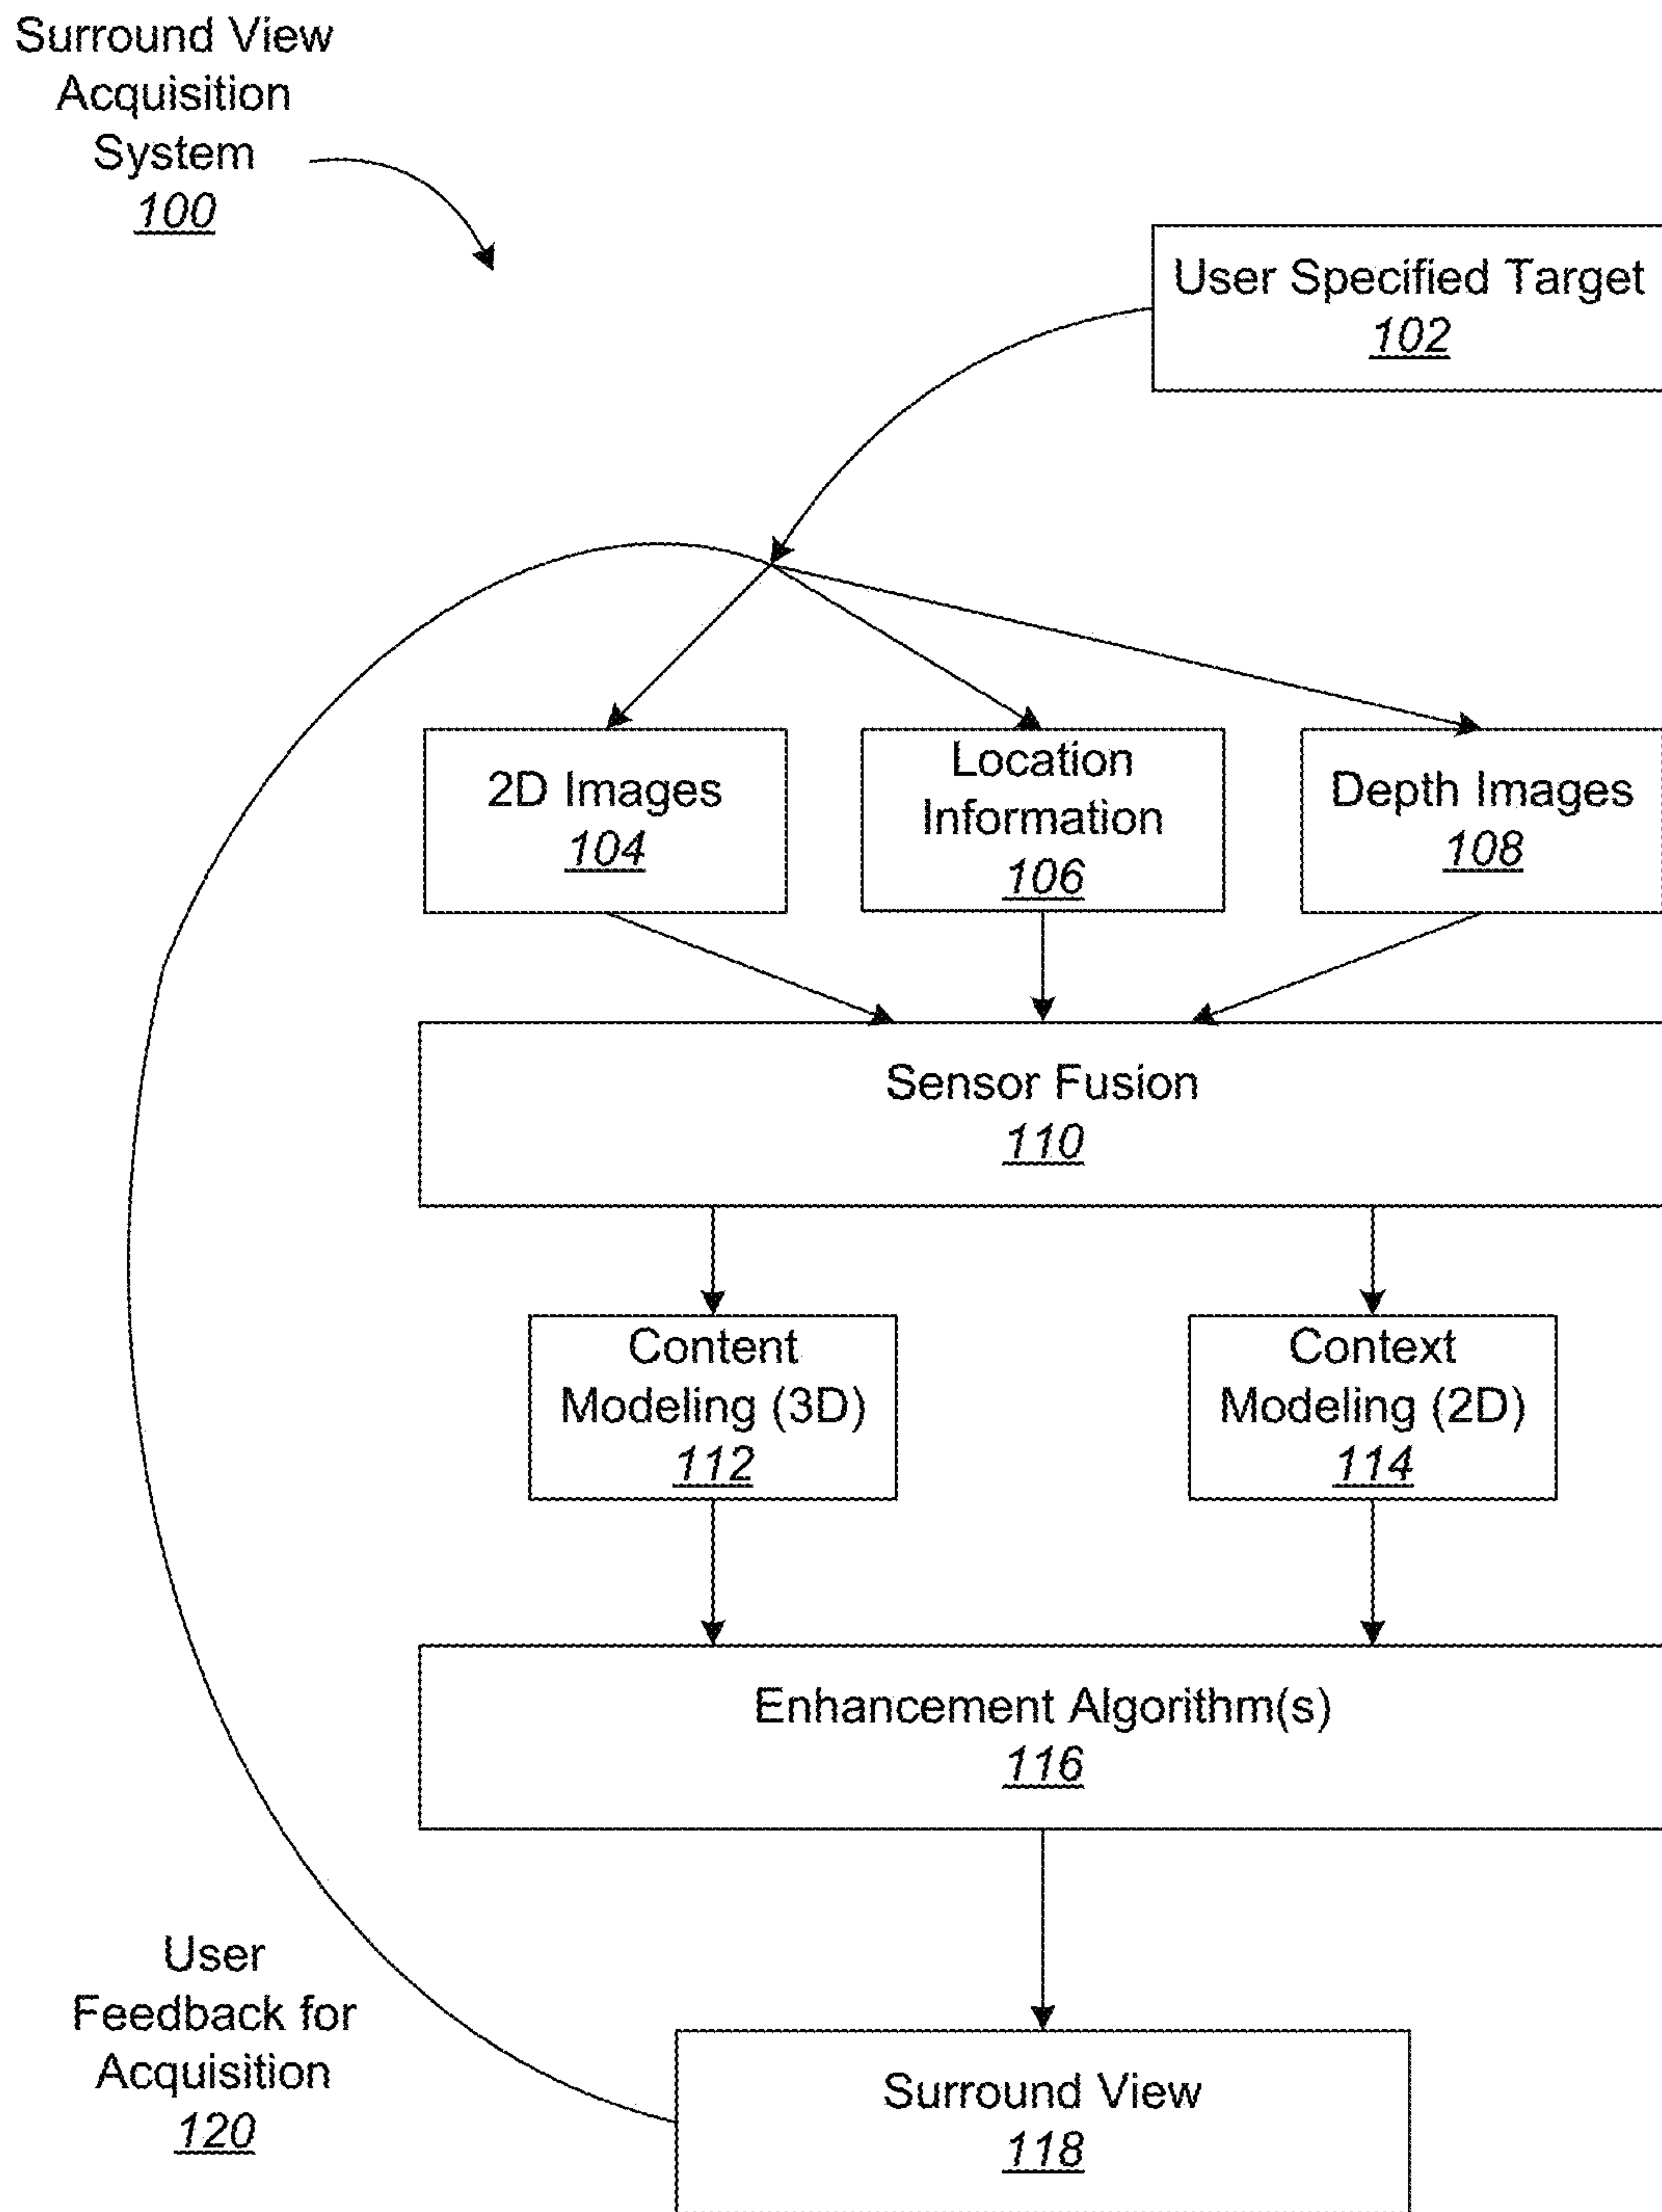 Surround View
Acquisition
System
100
User Specified Target
102
2D Images
104
Location
Information
106
Depth Images
108
Sensor Fusion
110
Content
Modeling (3D)
112
Context
Modeling (2D)
114
Enhancement Algorithm(s)
116
User
Feedback for
Acquisition
120
Surround View
118